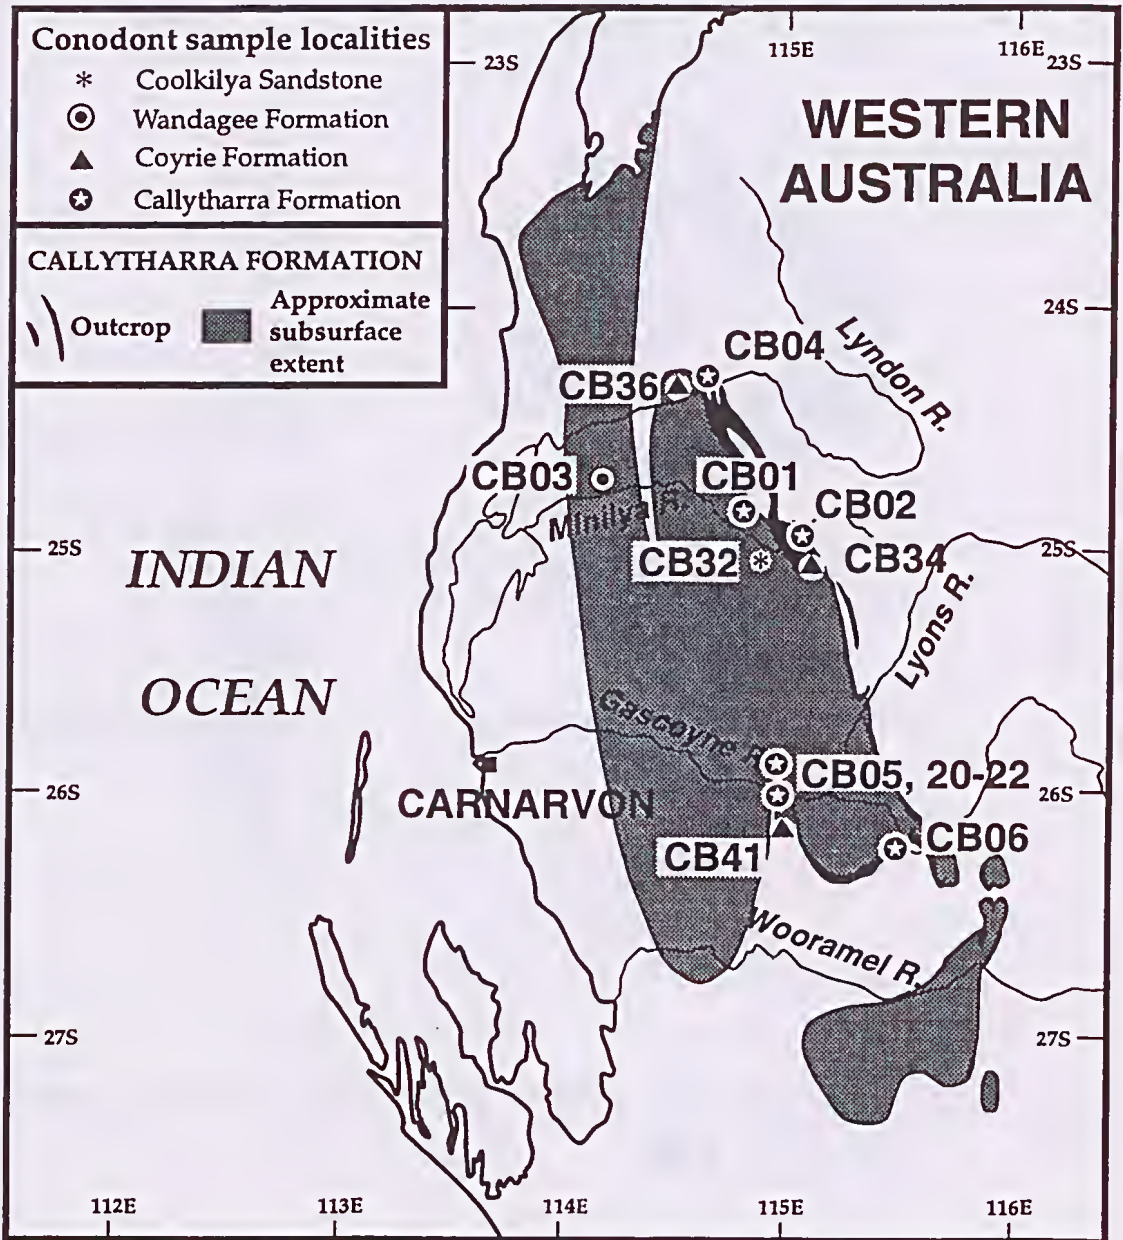 Conodont sample localities
Coolkilya Sandstone
Wandagee Formation
Coyrie Formation
Callytharra Formation
CALLYTHARRA FORMATION
Outcrop
Approximate
subsurface
extent
115E
116E
23S
23S
WESTERN
AUSTRALIA
24S
Lyndon R.
CB04
CB36
CB03
CB01
Minilya R.
CB02
CB32
CB34
25S
25S
INDIAN
OCEAN
Lyons R.
Gascoyne R.
CB05, 20-22
26S
26S
CARNARVON
CB41
CB06
Wooramel R.
27S
27S
112E
113E
114E
115E
116E